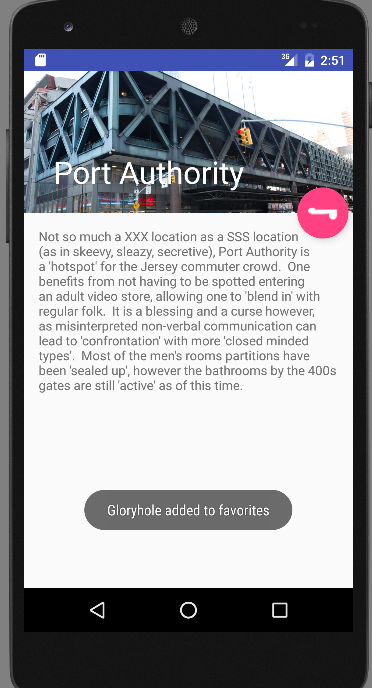 3G 2:51
Port Authority
Not so much a XXX location as a SSS location
(as in skeevy, sleazy, secretive), Port Authority is
a 'hotspot' for the Jersey commuter crowd.  One
benefits from not having to be spotted entering
an adult video store, allowing one to 'blend in' with
regular folk.  It is a blessing and a curse however,
as misinterpreted non-verbal communication can
lead to 'confrontation' with more 'closed minded
types'.  Most of the men's rooms partitions have
been 'sealed up', however the bathrooms by the 400s
gates are still 'active' as of this time.
Gloryhole added to favorites